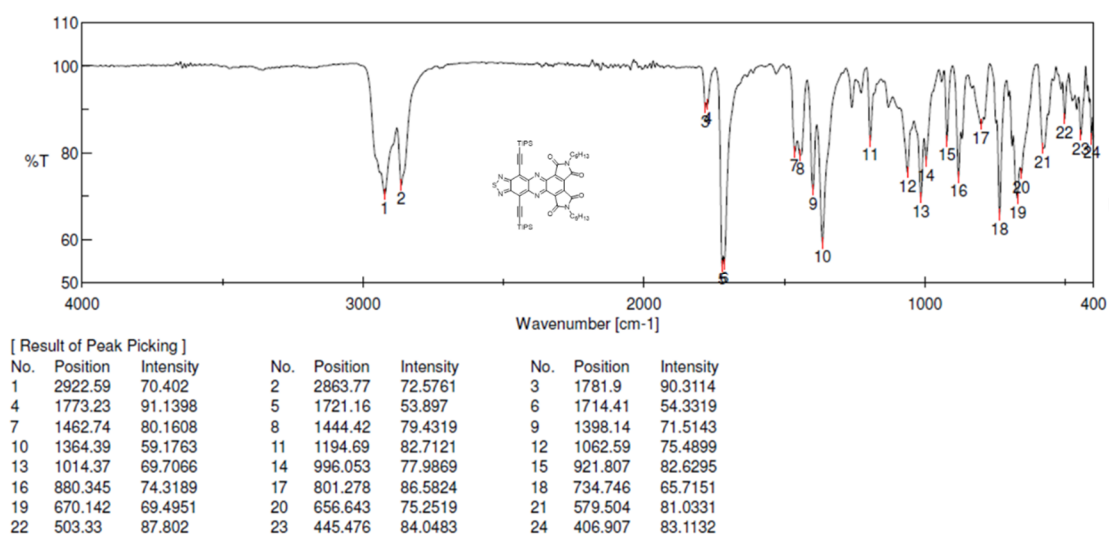 110
100
80
60
50
%T
4000
3000
2000
1000
400
Wavenumber [cm-1]
TIPS
N
S
N
N
N
O
N
C6H13
O
O
N
C6H13
O
TIPS
1
2
3
4
5
6
7
8
9
10
11
12
13
14
15
16
17
18
19
20
21
22
23
24
[ Result of Peak Picking ]
No. Position Intensity No. Position Intensity No. Position Intensity
1 2922.59 70.402 2 2863.77 72.5761 3 1781.9 90.3114
4 1773.23 91.1398 5 1721.16 53.897 6 1714.41 54.3319
7 1462.74 80.1608 8 1444.42 79.4319 9 1398.14 71.5143
10 1364.39 59.1763 11 1194.69 82.7121 12 1062.59 75.4899
13 1014.37 69.7066 14 996.053 77.9869 15 921.807 82.6295
16 880.345 74.3189 17 801.278 86.5824 18 734.746 65.7151
19 670.142 69.4951 20 656.643 75.2519 21 579.504 81.0331
22 503.33 87.802 23 445.476 84.0483 24 406.907 83.1132